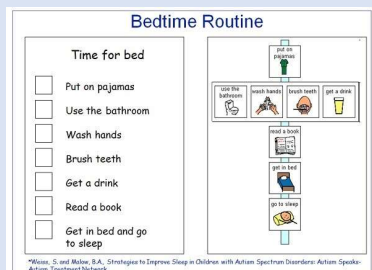 Bedtime Routine
Time for bed
Put on pajamas
Use the bathroom
Wash hands
Brush teeth
Get a drink
Read a book
Get in bed and go
to sleep
put on
pajamas
use the
bathroom
wash hands
brush teeth
get a drink
read a book
get in bed
go to sleep
*Weiss, S. and Malow, B.A., Strategies to Improve Sleep in Children with Autism Spectrum Disorders: Autism Speaks-
Autism Treatment Network